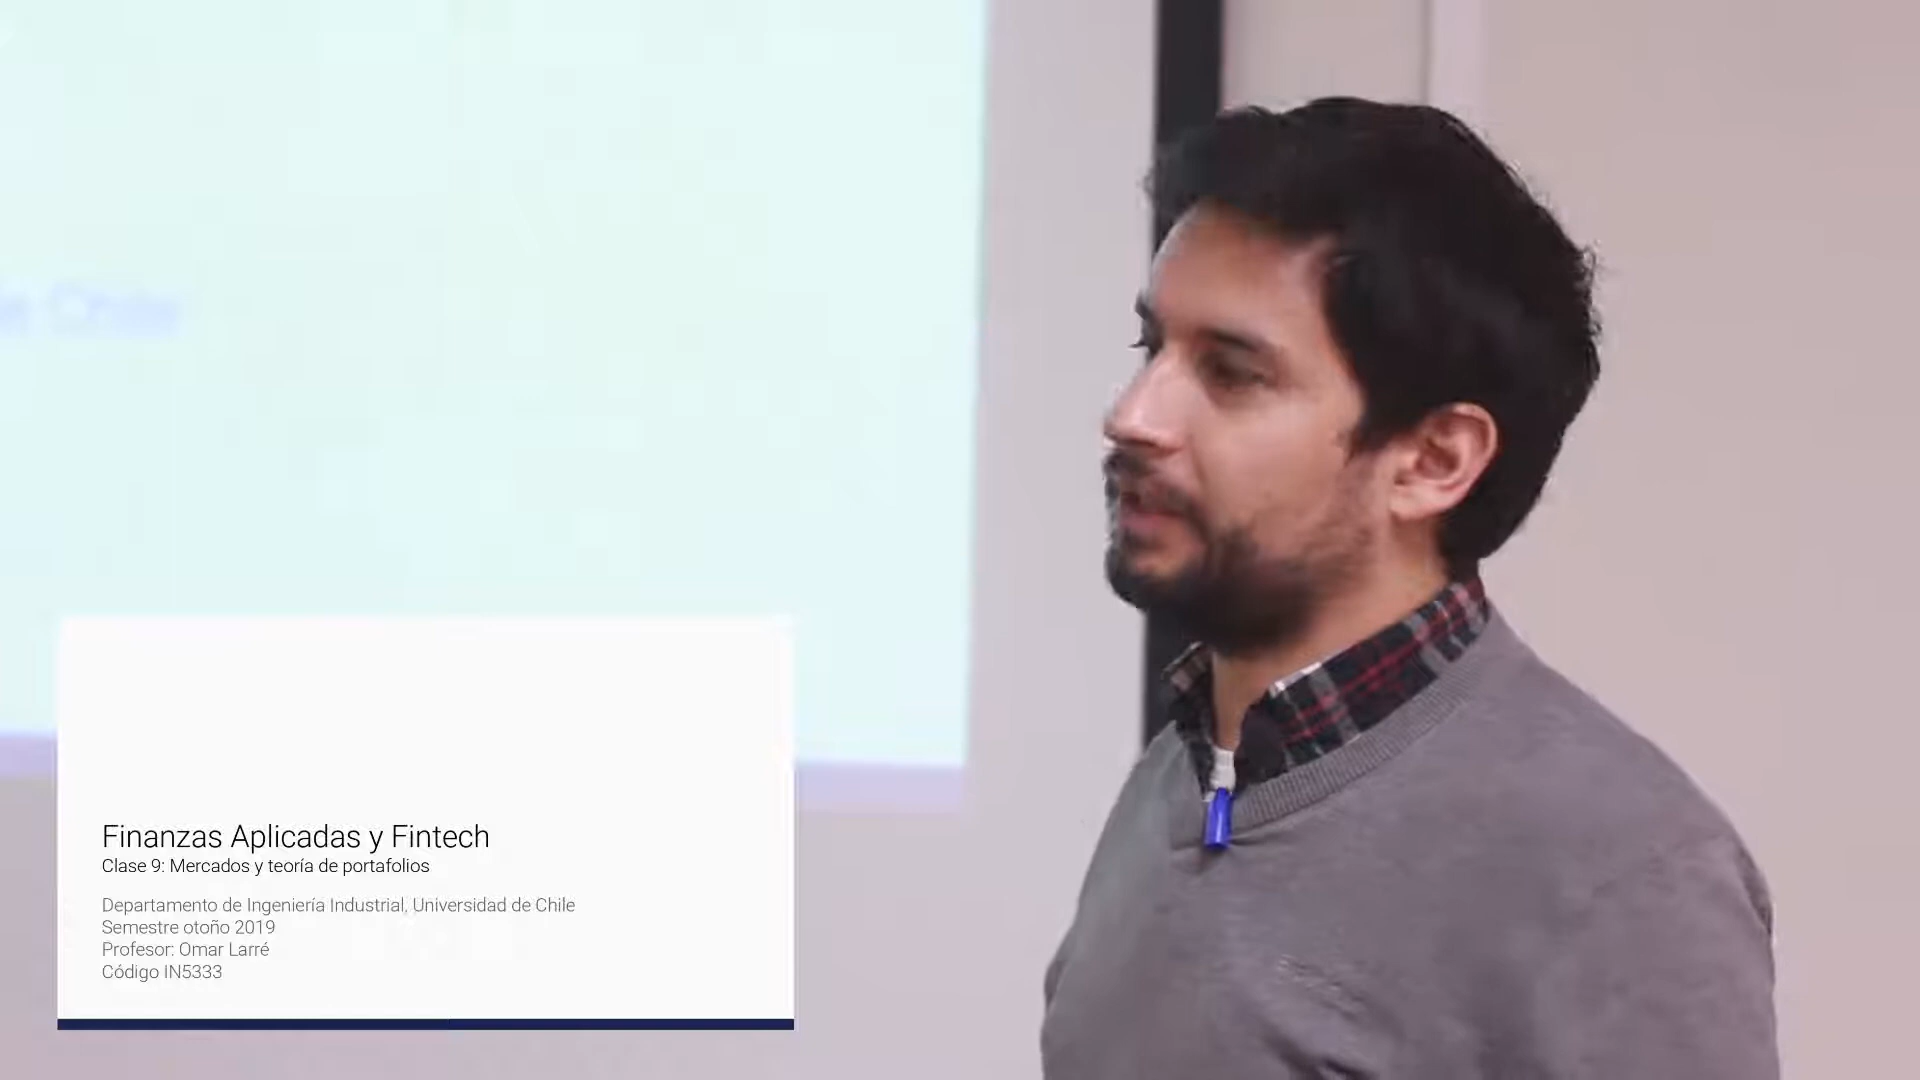 Chile
Finanzas Aplicadas y Fintech
Clase 9: Mercados y teoría de portafolios
Departamento de Ingeniería Industrial, Universidad de Chile
Semestre otoño 2019
Profesor: Omar Larré
Código IN5333